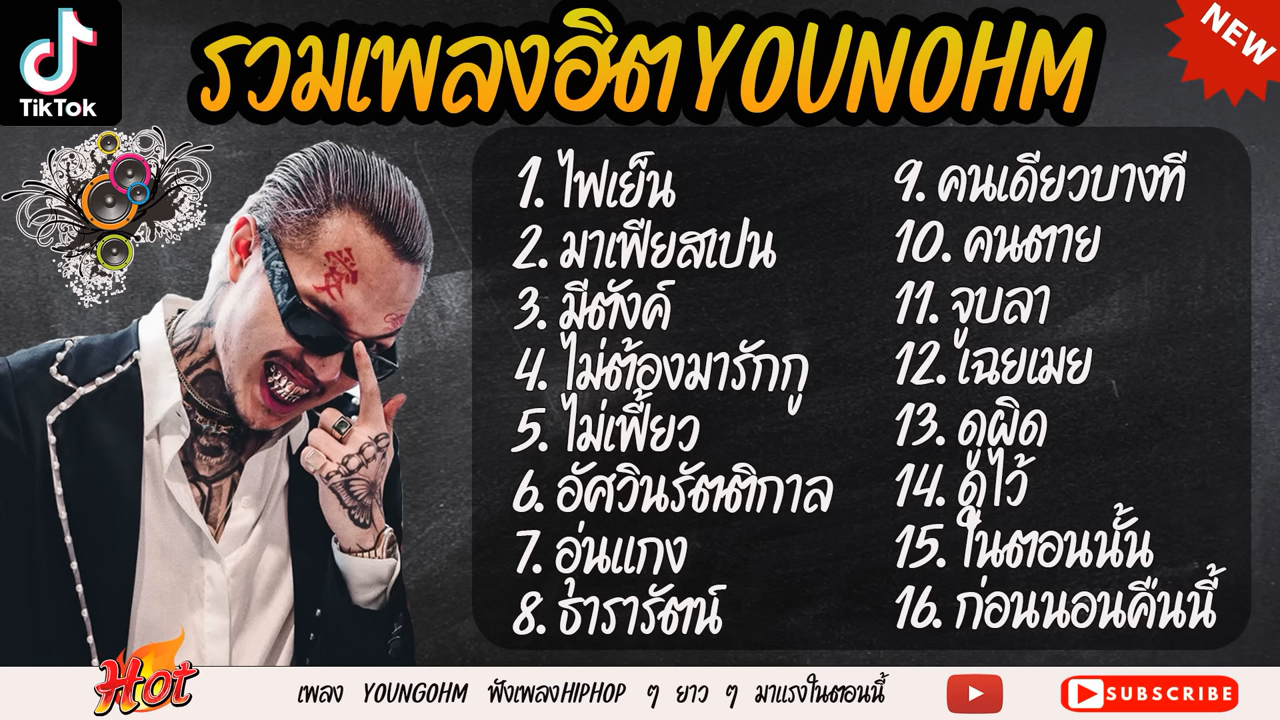 TikTok
รวมเพลงฮิตYOUNOHM
NEW
1. ไฟเย็น
2. มาเฟียสเปน
3. มีตังค์
4. ไม่ต้องมารักกู
5. ไม่เฟี้ยว
6. อัศวินรัตติกาล
7. อุ่นแกง
8. ธารารัตน์
9. คนเดียวบางที
10. คนตาย
11. จูบลา
12. เฉยเมย
13. ดูผิด
14. ดูไว้
15. ในตอนนั้น
16. ก่อนนอนคืนนี้
Hot
เพลง YOUNGOHM ฟังเพลงHIPHOP ๆ ยาว ๆ มาแรงในตอนนี้
SUBSCRIBE